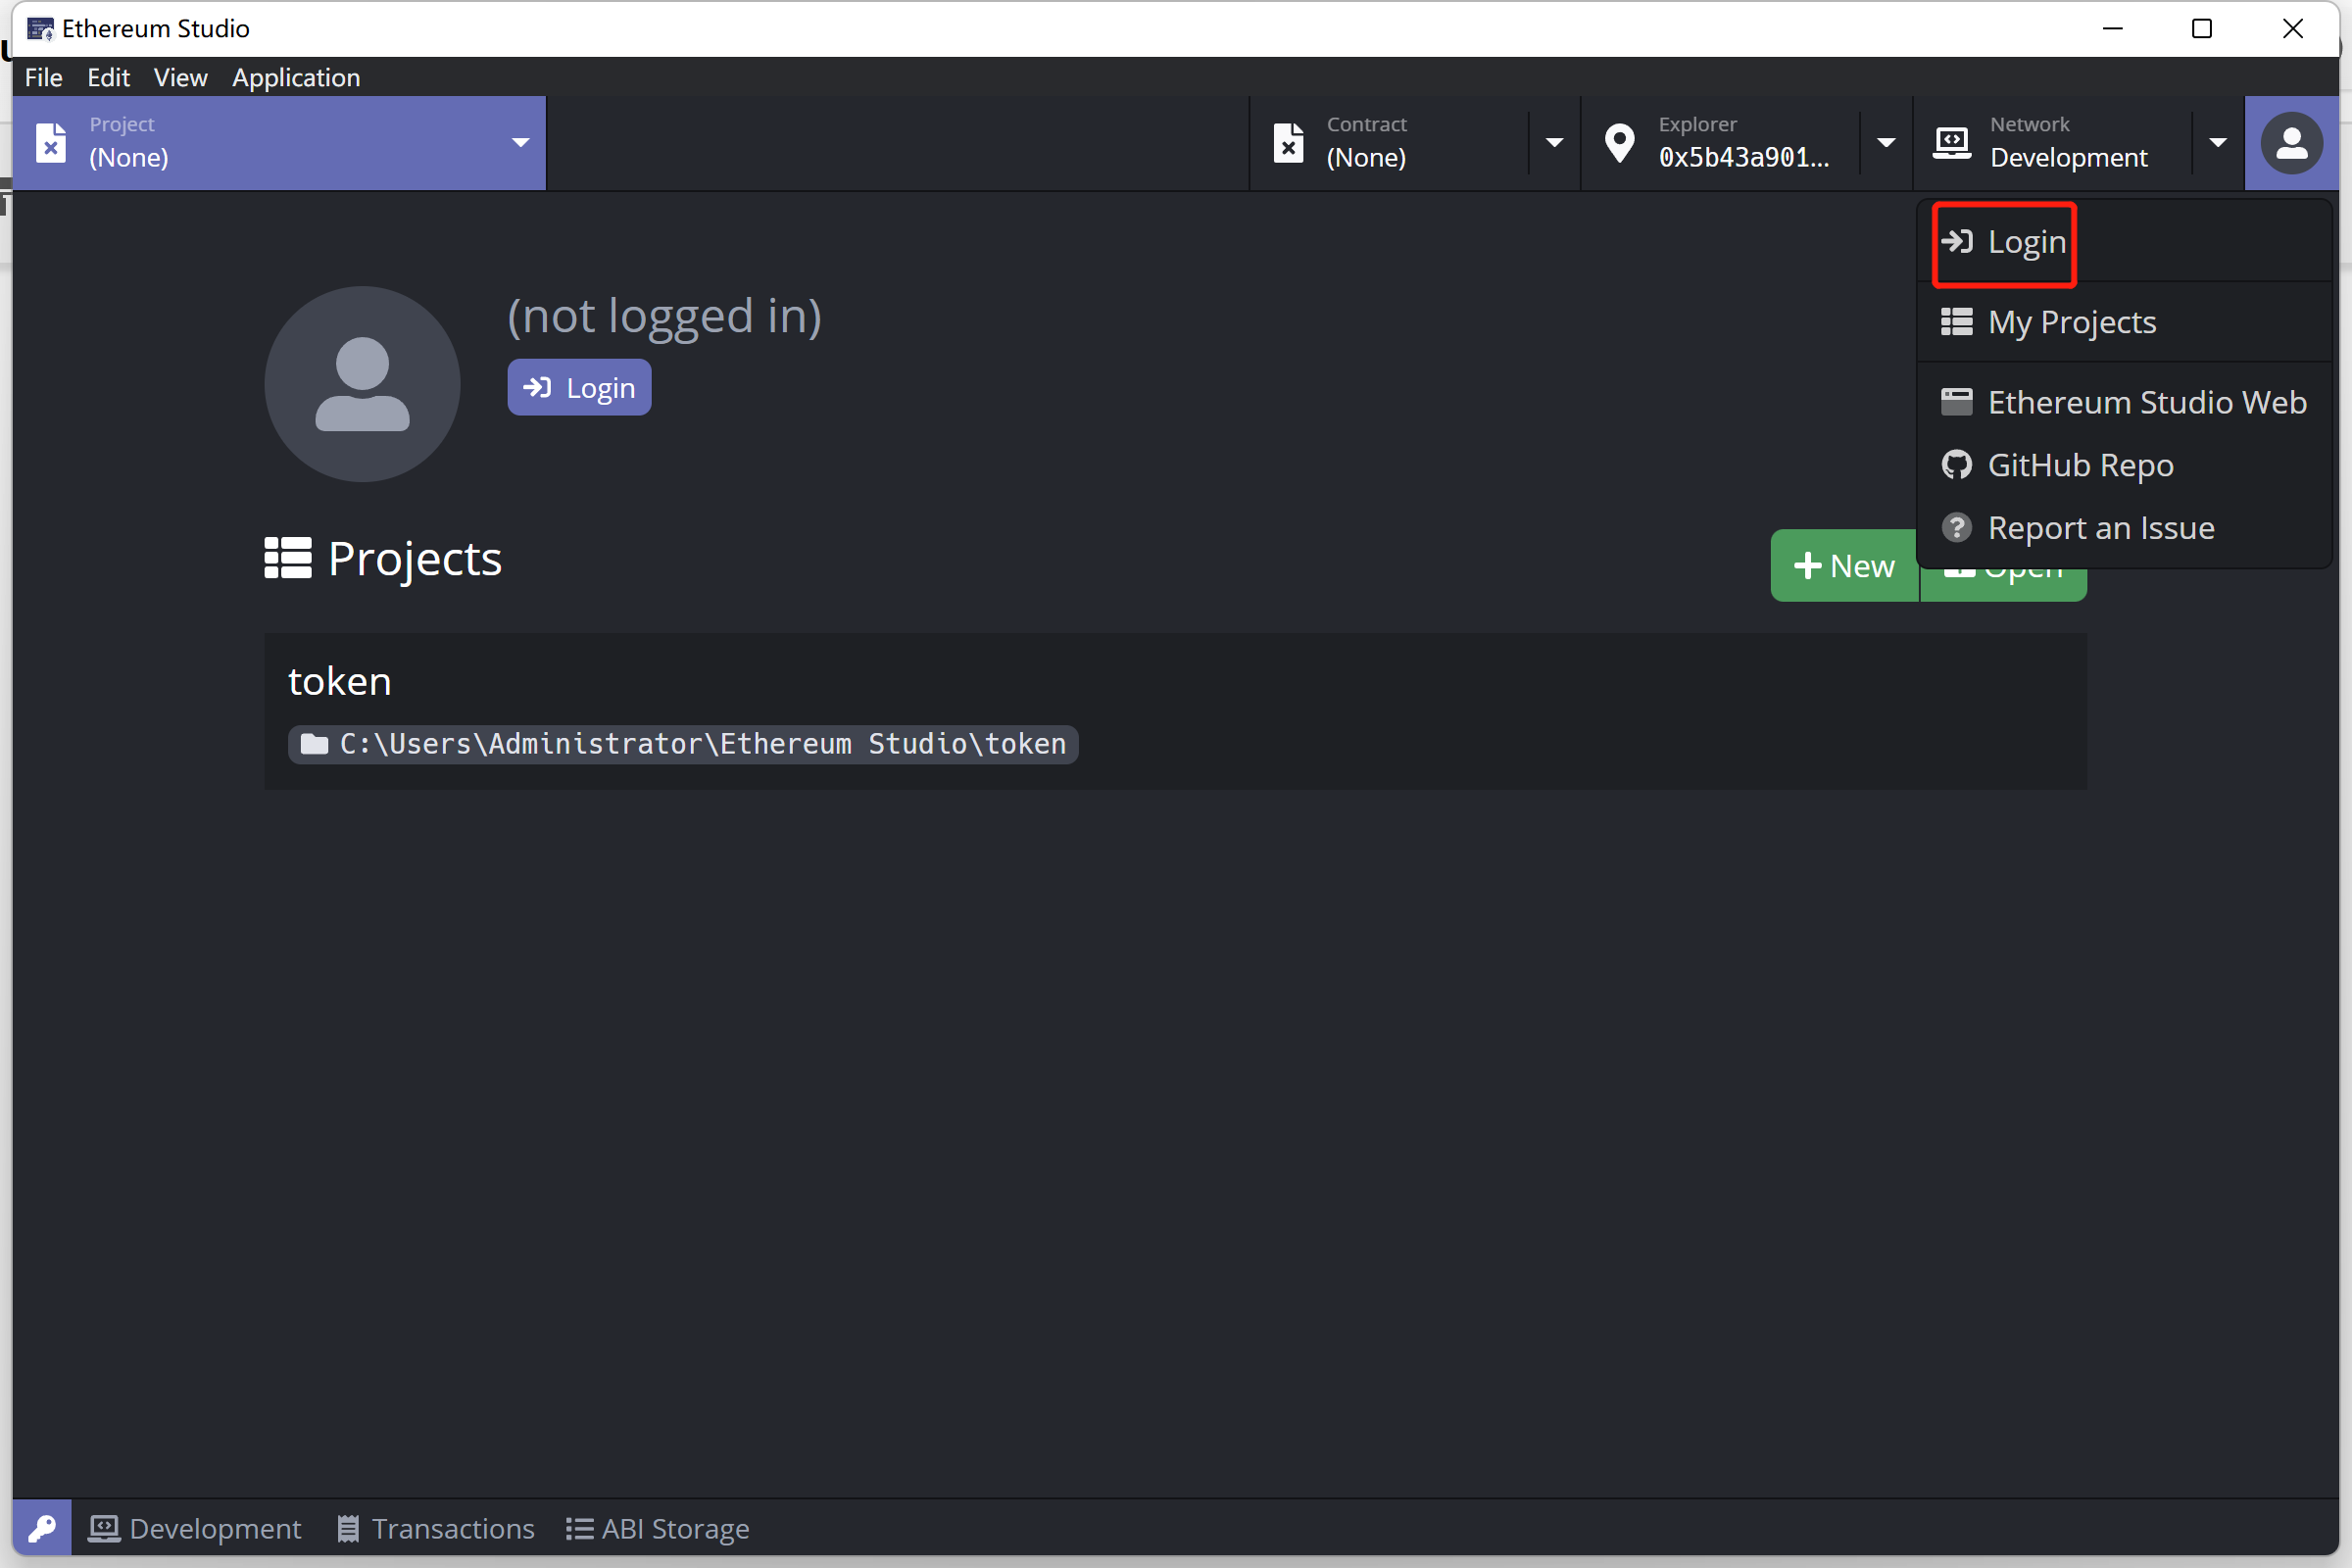 Ethereum Studio
File Edit View Application
Project
(None)
Contract
(None)
Explorer
0x5b43a901...
Network
Development
Login
My Projects
Ethereum Studio Web
GitHub Repo
Report an Issue
(not logged in)
Login
Projects
New
Open
token
C:\Users\Administrator\Ethereum Studio\token
Development Transactions ABI Storage